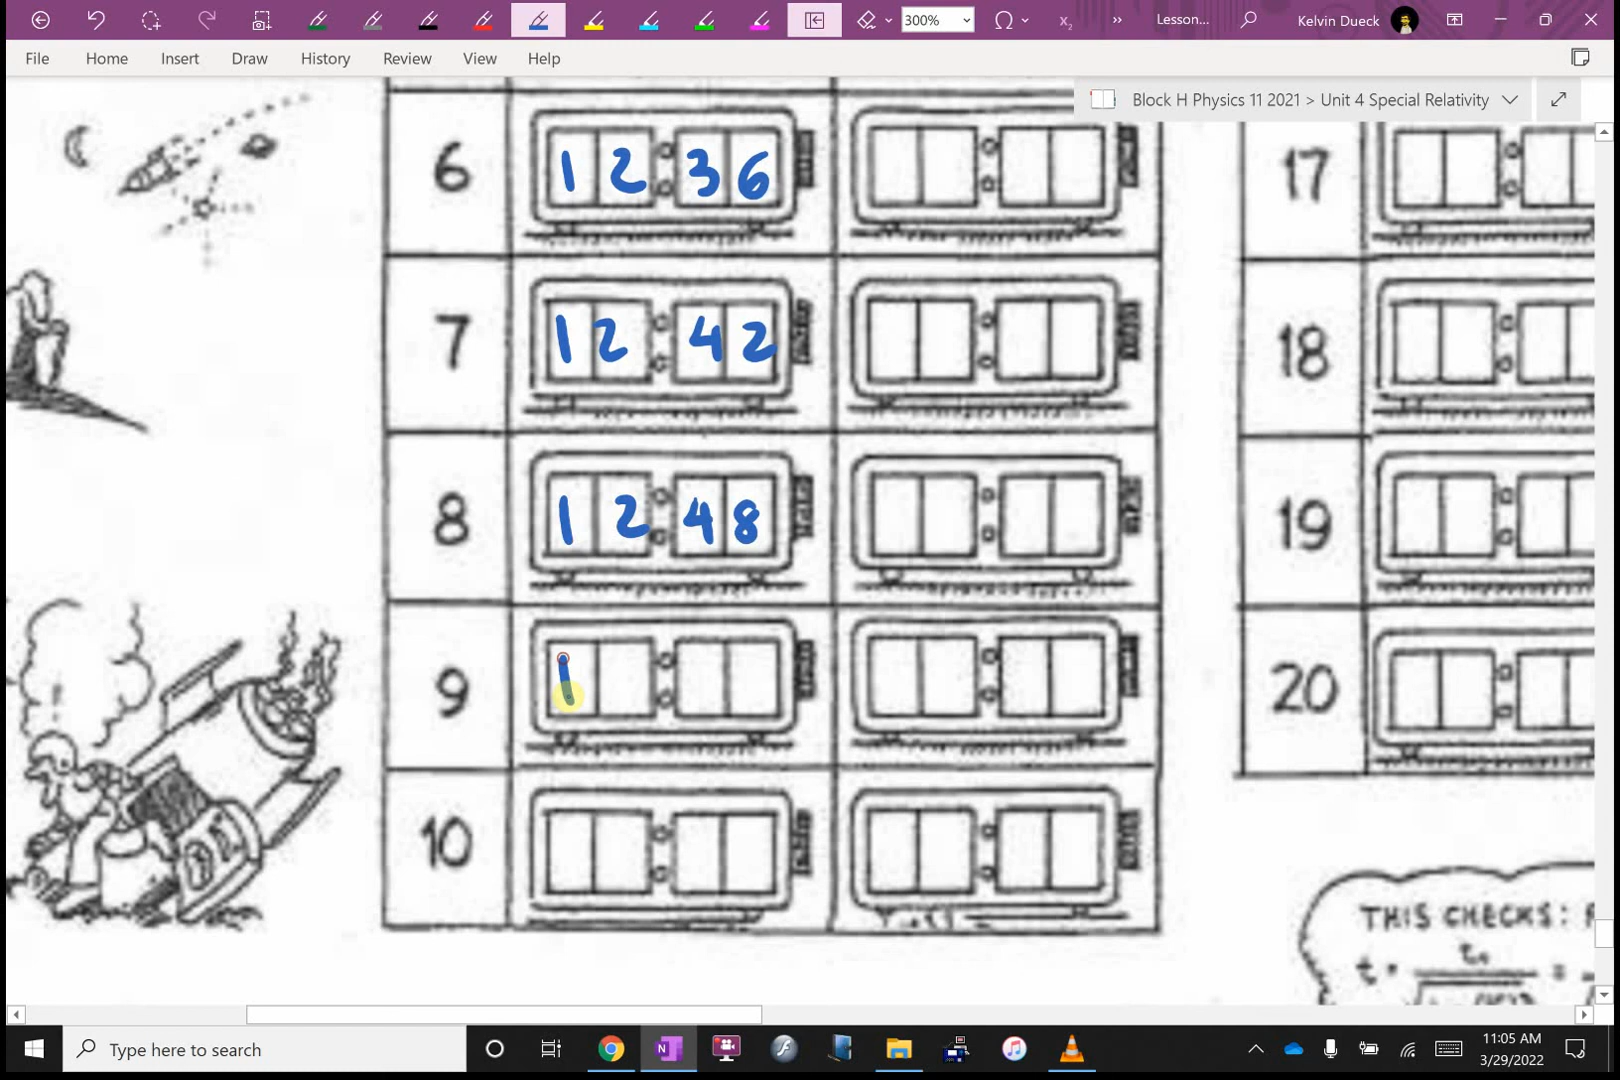 300%
x₂
Lesson...
Kelvin Dueck
File Home Insert Draw History Review View Help
Block H Physics 11 2021 > Unit 4 Special Relativity
6 12:36 17
7 12:42 18
8 12:48 19
9 1 20
10
THIS CHECKS:
t = t₀ =
Type here to search
11:05 AM
3/29/2022